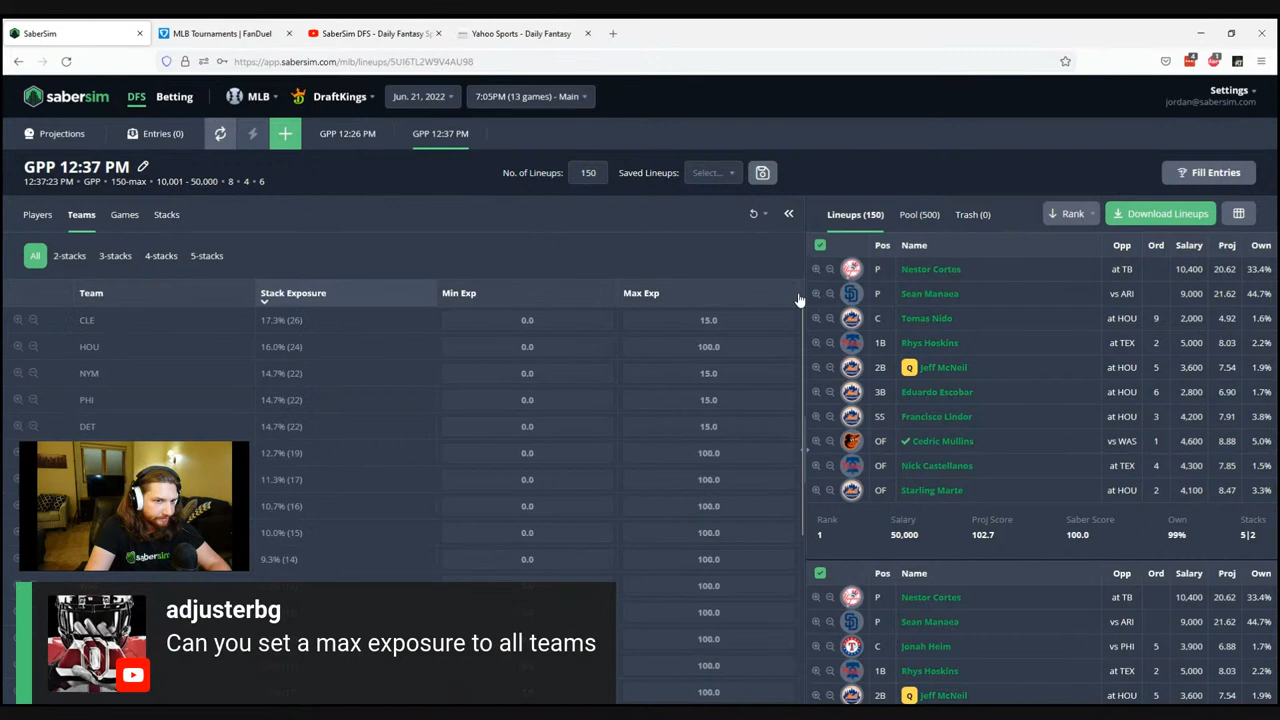 SaberSim
MLB Tournaments | FanDuel
SaberSim DFS - Daily Fantasy Sp
Yahoo Sports - Daily Fantasy
https://app.sabersim.com/mlb/lineups/5UI6TL2W9V4AU98
sabersim DFS Betting MLB DraftKings Jun. 21, 2022 7:05PM (13 games) - Main
Settings
jordan@sabersim.com
Projections Entries (0) GPP 12:26 PM GPP 12:37 PM
GPP 12:37 PM
12:37:23 PM • GPP • 150-max • 10,001 - 50,000 • 8 • 4 • 6
No. of Lineups: 150 Saved Lineups: Select... Fill Entries
Players Teams Games Stacks
Lineups (150) Pool (500) Trash (0) Rank Download Lineups
All 2-stacks 3-stacks 4-stacks 5-stacks
Team Stack Exposure Min Exp Max Exp
CLE 17.3% (26) 0.0 15.0
HOU 16.0% (24) 0.0 100.0
NYM 14.7% (22) 0.0 15.0
PHI 14.7% (22) 0.0 15.0
DET 14.7% (22) 0.0 15.0
12.7% (19) 0.0 100.0
11.3% (17) 0.0 100.0
10.7% (16) 0.0 100.0
10.0% (15) 0.0 100.0
9.3% (14) 0.0 100.0
100.0
100.0
100.0
100.0
100.0
Pos Name Opp Ord Salary Proj Own
P Nestor Cortes at TB 10,400 20.62 33.4%
P Sean Manaea vs ARI 9,000 21.62 44.7%
C Tomas Nido at HOU 9 2,000 4.92 1.6%
1B Rhys Hoskins at TEX 2 5,000 8.03 2.2%
2B Q Jeff McNeil at HOU 5 3,600 7.54 1.9%
3B Eduardo Escobar at HOU 6 2,800 6.90 1.7%
SS Francisco Lindor at HOU 3 4,200 7.91 3.8%
OF Cedric Mullins vs WAS 1 4,600 8.88 5.0%
OF Nick Castellanos at TEX 4 4,300 7.85 1.5%
OF Starling Marte at HOU 2 4,100 8.47 3.3%
Rank Salary Proj Score Saber Score Own Stacks
1 50,000 102.7 100.0 99% 5|2
Pos Name Opp Ord Salary Proj Own
P Nestor Cortes at TB 10,400 20.62 33.4%
P Sean Manaea vs ARI 9,000 21.62 44.7%
C Jonah Heim vs PHI 5 3,900 6.88 1.7%
1B Rhys Hoskins at TEX 2 5,000 8.03 2.2%
2B Q Jeff McNeil at HOU 5 3,600 7.54 1.9%
sabersim
adjusterbg
Can you set a max exposure to all teams